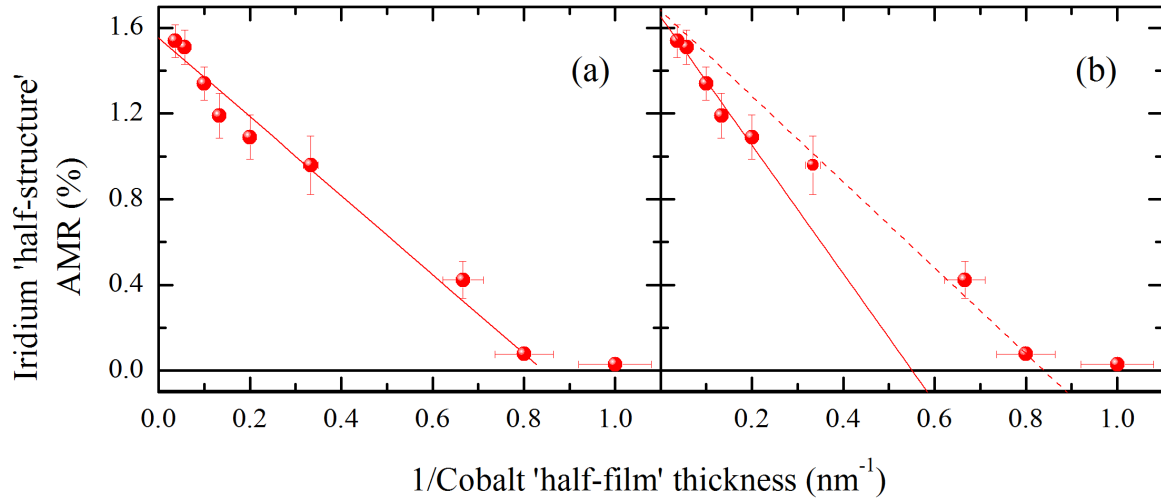 Iridium 'half-structure'
AMR (%)
1.6
1.2
0.8
0.4
0.0
(a)
(b)
0.0 0.2 0.4 0.6 0.8 1.0
0.2 0.4 0.6 0.8 1.0
1/Cobalt 'half-film' thickness (nm⁻¹)